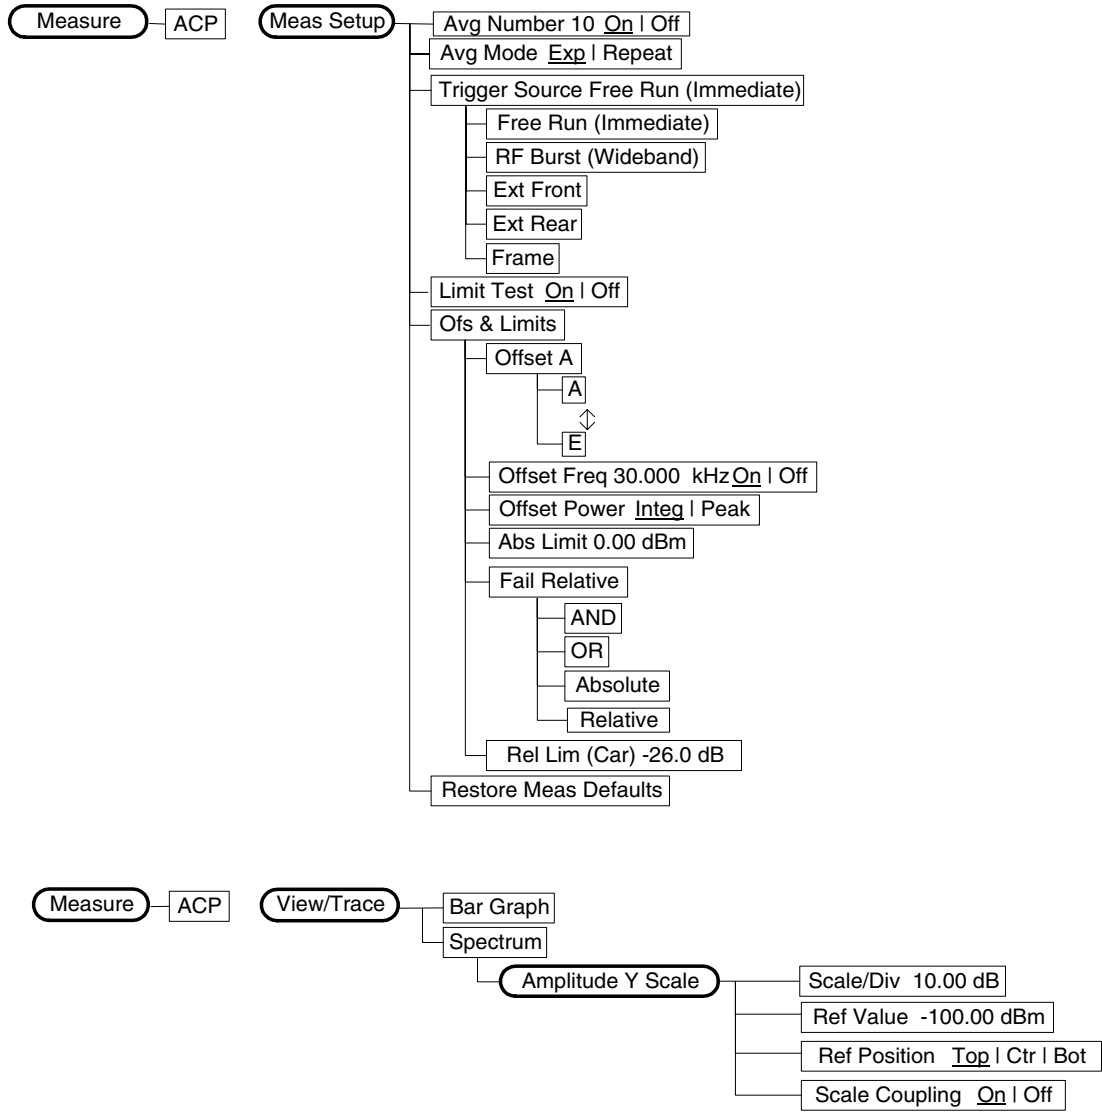 Measure ACP Meas Setup Avg Number 10 On | Off
Avg Mode Exp | Repeat
Trigger Source Free Run (Immediate)
Free Run (Immediate)
RF Burst (Wideband)
Ext Front
Ext Rear
Frame
Limit Test On | Off
Ofs & Limits
Offset A
A
E
Offset Freq 30.000 kHz On | Off
Offset Power Integ | Peak
Abs Limit 0.00 dBm
Fail Relative
AND
OR
Absolute
Relative
Rel Lim (Car) -26.0 dB
Restore Meas Defaults
Measure ACP View/Trace Bar Graph
Spectrum
Amplitude Y Scale Scale/Div 10.00 dB
Ref Value -100.00 dBm
Ref Position Top | Ctr | Bot
Scale Coupling On | Off